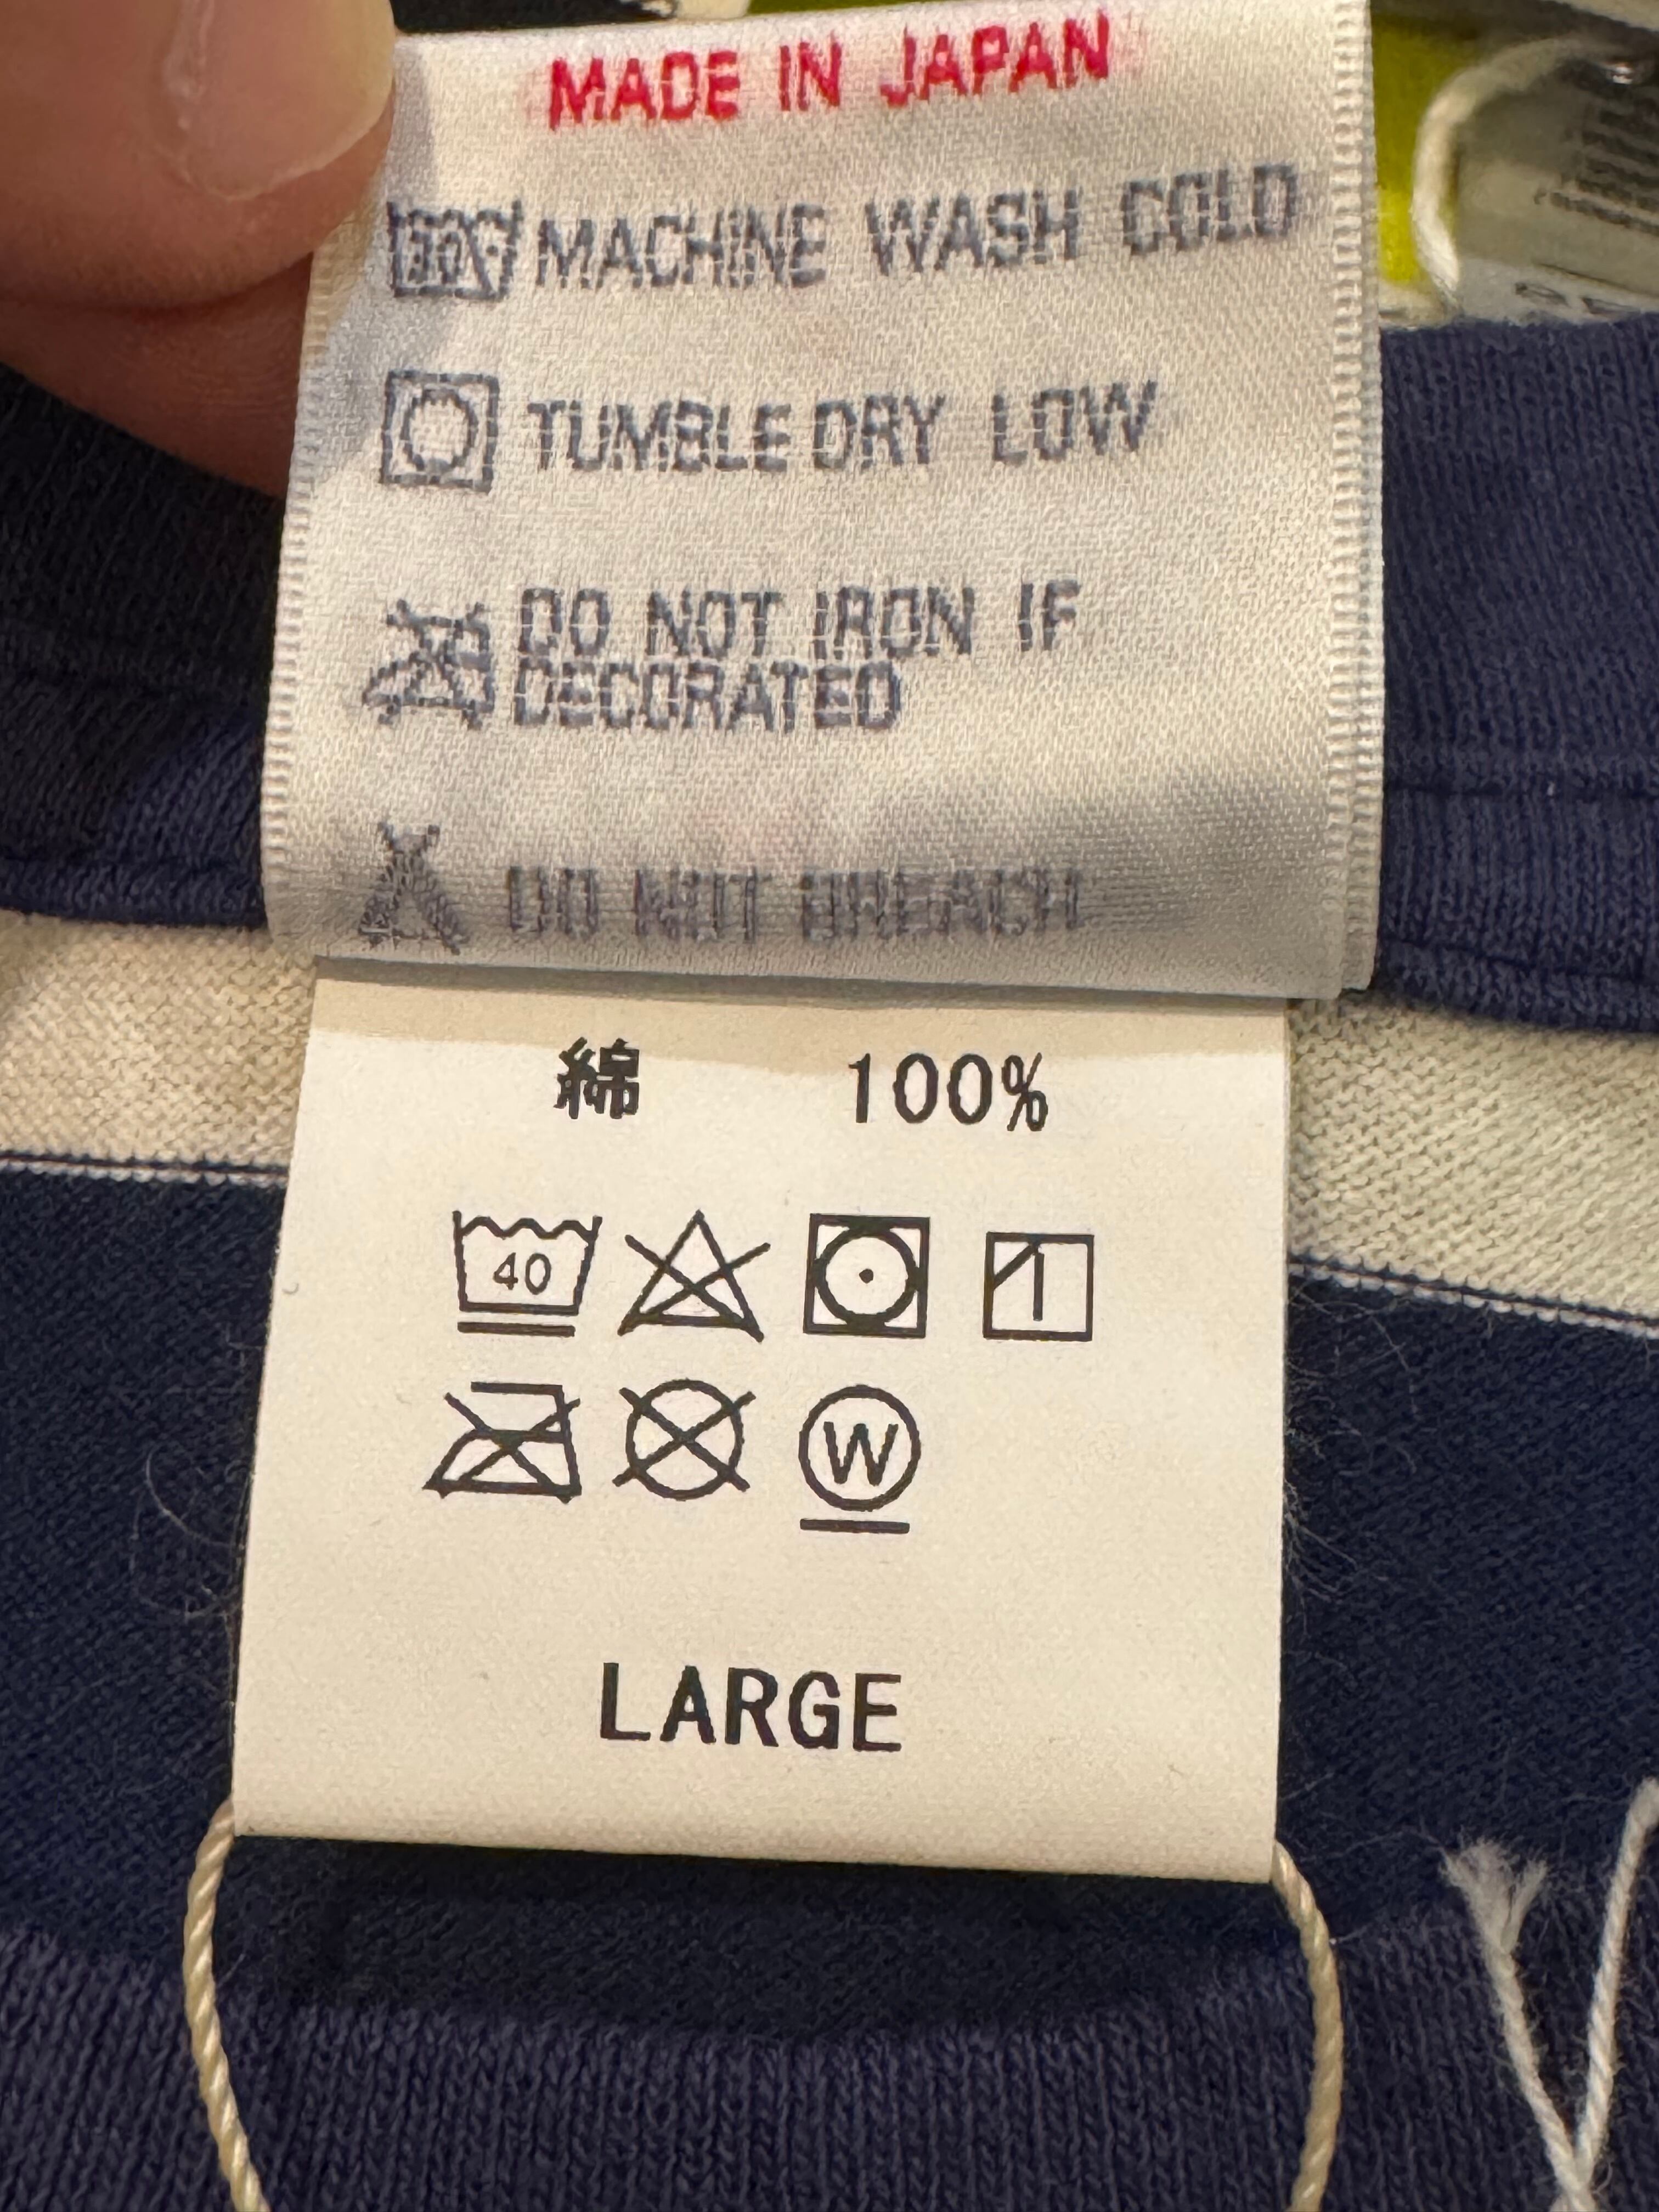 MADE IN JAPAN
30° MACHINE WASH COLD
TUMBLE DRY LOW
DO NOT IRON IF
DECORATED
DO NOT BREACH
綿 100%
40
W
LARGE